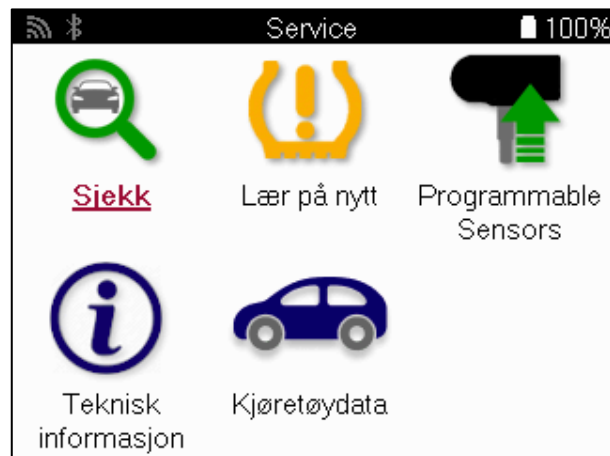 Service
100%
Sjekk
Lær på nytt
Programmable
Sensors
Teknisk
informasjon
Kjøretøydata